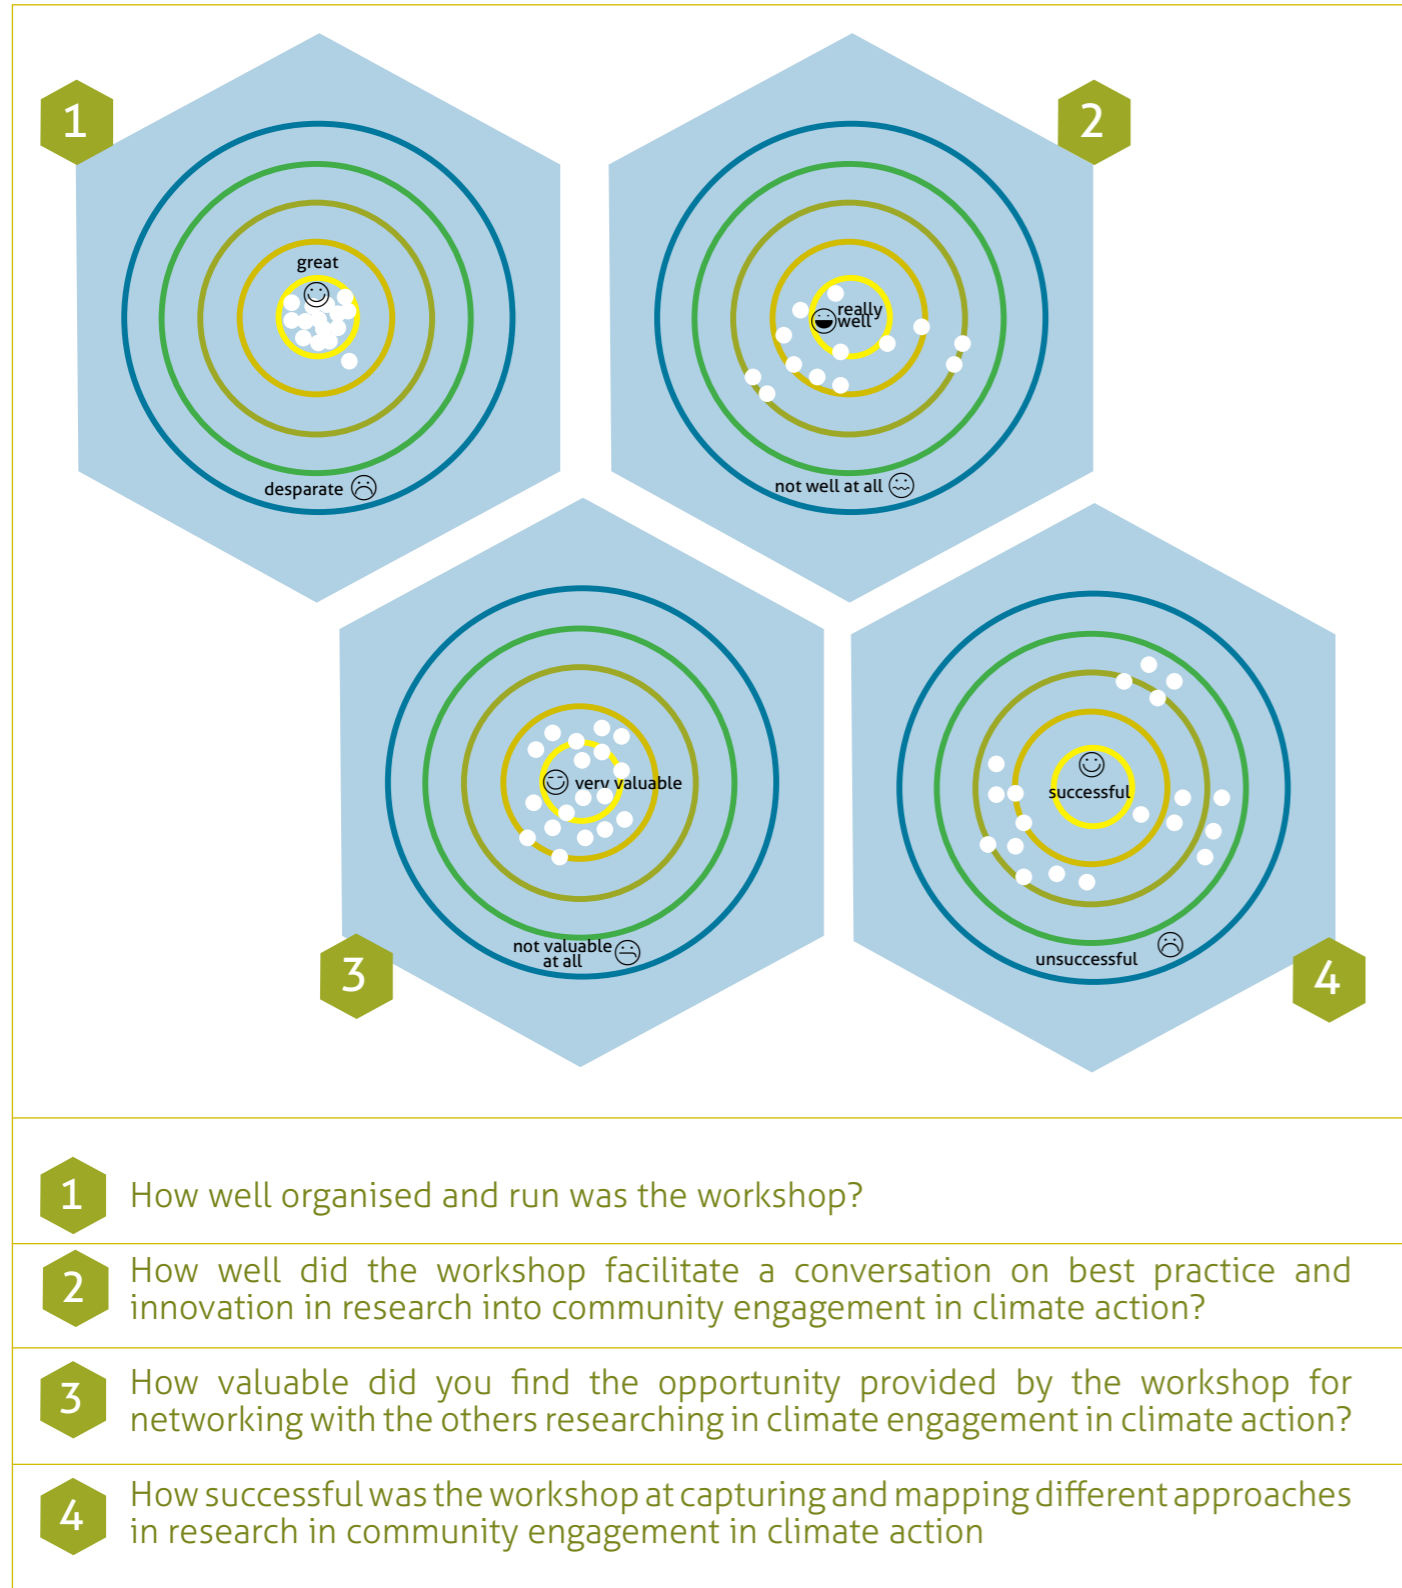 1
2
great
really
well
desparate
not well at all
very valuable
successful
not valuable
at all
unsuccessful
3
4
1
How well organised and run was the workshop?
2
How well did the workshop facilitate a conversation on best practice and
innovation in research into community engagement in climate action?
3
How valuable did you find the opportunity provided by the workshop for
networking with the others researching in climate engagement in climate action?
4
How successful was the workshop at capturing and mapping different approaches
in research in community engagement in climate action